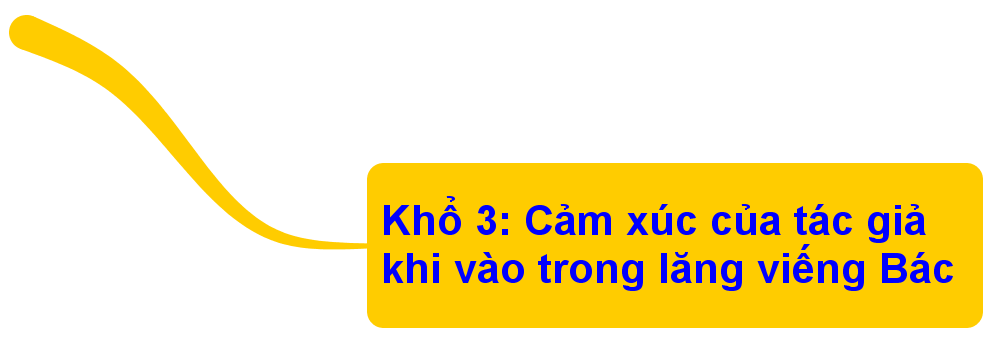 Khổ 3: Cảm xúc của tác giả
khi vào trong lăng viếng Bác